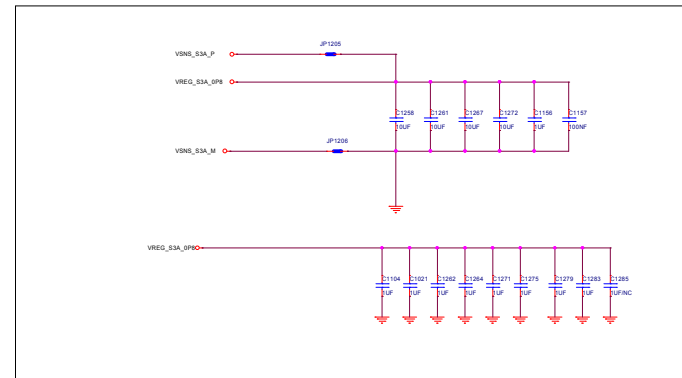 JP1205
VSNS_S3A_P
VREG_S3A_0P8
C1258 C1261 C1267 C1272 C1156 C1157
10UF 10UF 10UF 10UF 1UF 100NF
JP1206
VSNS_S3A_M
VREG_S3A_0P8
C1104 C1021 C1262 C1264 C1271 C1275 C1279 C1283 C1285
1UF 1UF 1UF 1UF 1UF 1UF 1UF 1UF 1UF/NC